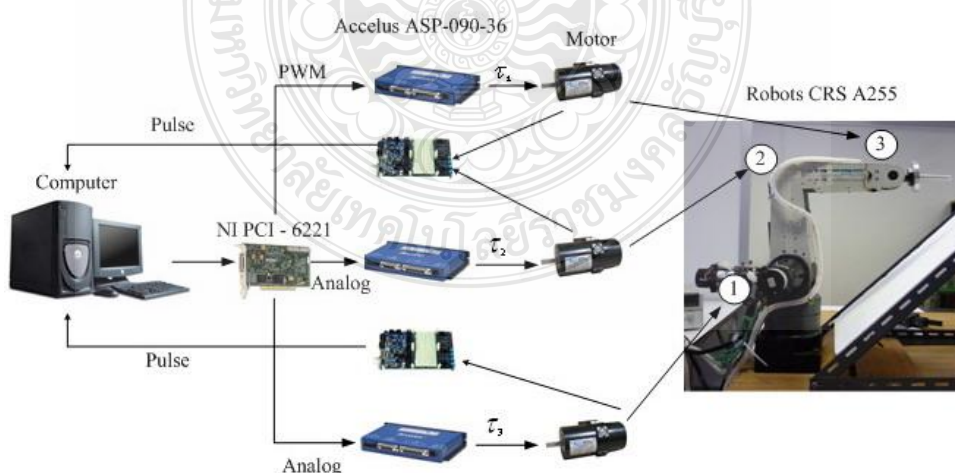 Accelus ASP-090-36
Motor
PWM
τ₁
Robots CRS A255
Pulse
3
2
Computer
NI PCI - 6221
τ₂
Analog
1
Pulse
τ₃
Analog